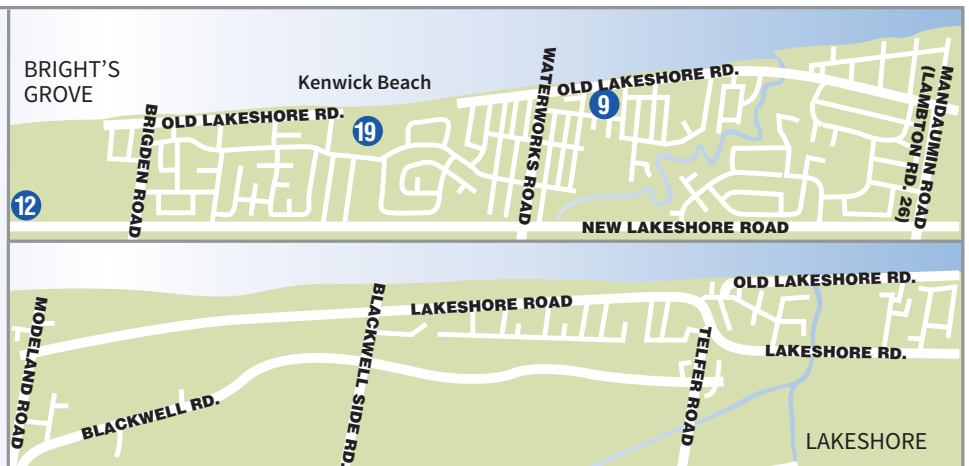 BRIGHT'S
GROVE
Kenwick Beach
OLD LAKESHORE RD.
BRIGDEN ROAD
19
WATERWORKS ROAD
OLD LAKESHORE RD.
9
MANDAUMIN ROAD
(LAMBTON RD. 26)
12
NEW LAKESHORE ROAD
MODELAND ROAD
BLACKWELL RD.
BLACKWELL SIDE RD.
LAKESHORE ROAD
OLD LAKESHORE RD.
TELFER ROAD
LAKESHORE RD.
LAKESHORE